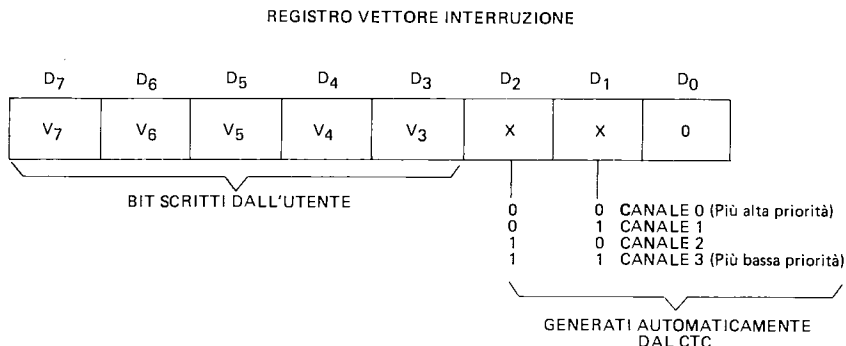 REGISTRO VETTORE INTERRUZIONE
D7 D6 D5 D4 D3 D2 D1 D0
V7 V6 V5 V4 V3 X X 0
BIT SCRITTI DALL'UTENTE
0 0 CANALE 0 (Più alta priorità)
0 1 CANALE 1
1 0 CANALE 2
1 1 CANALE 3 (Più bassa priorità)
GENERATI AUTOMATICAMENTE
DAL CTC